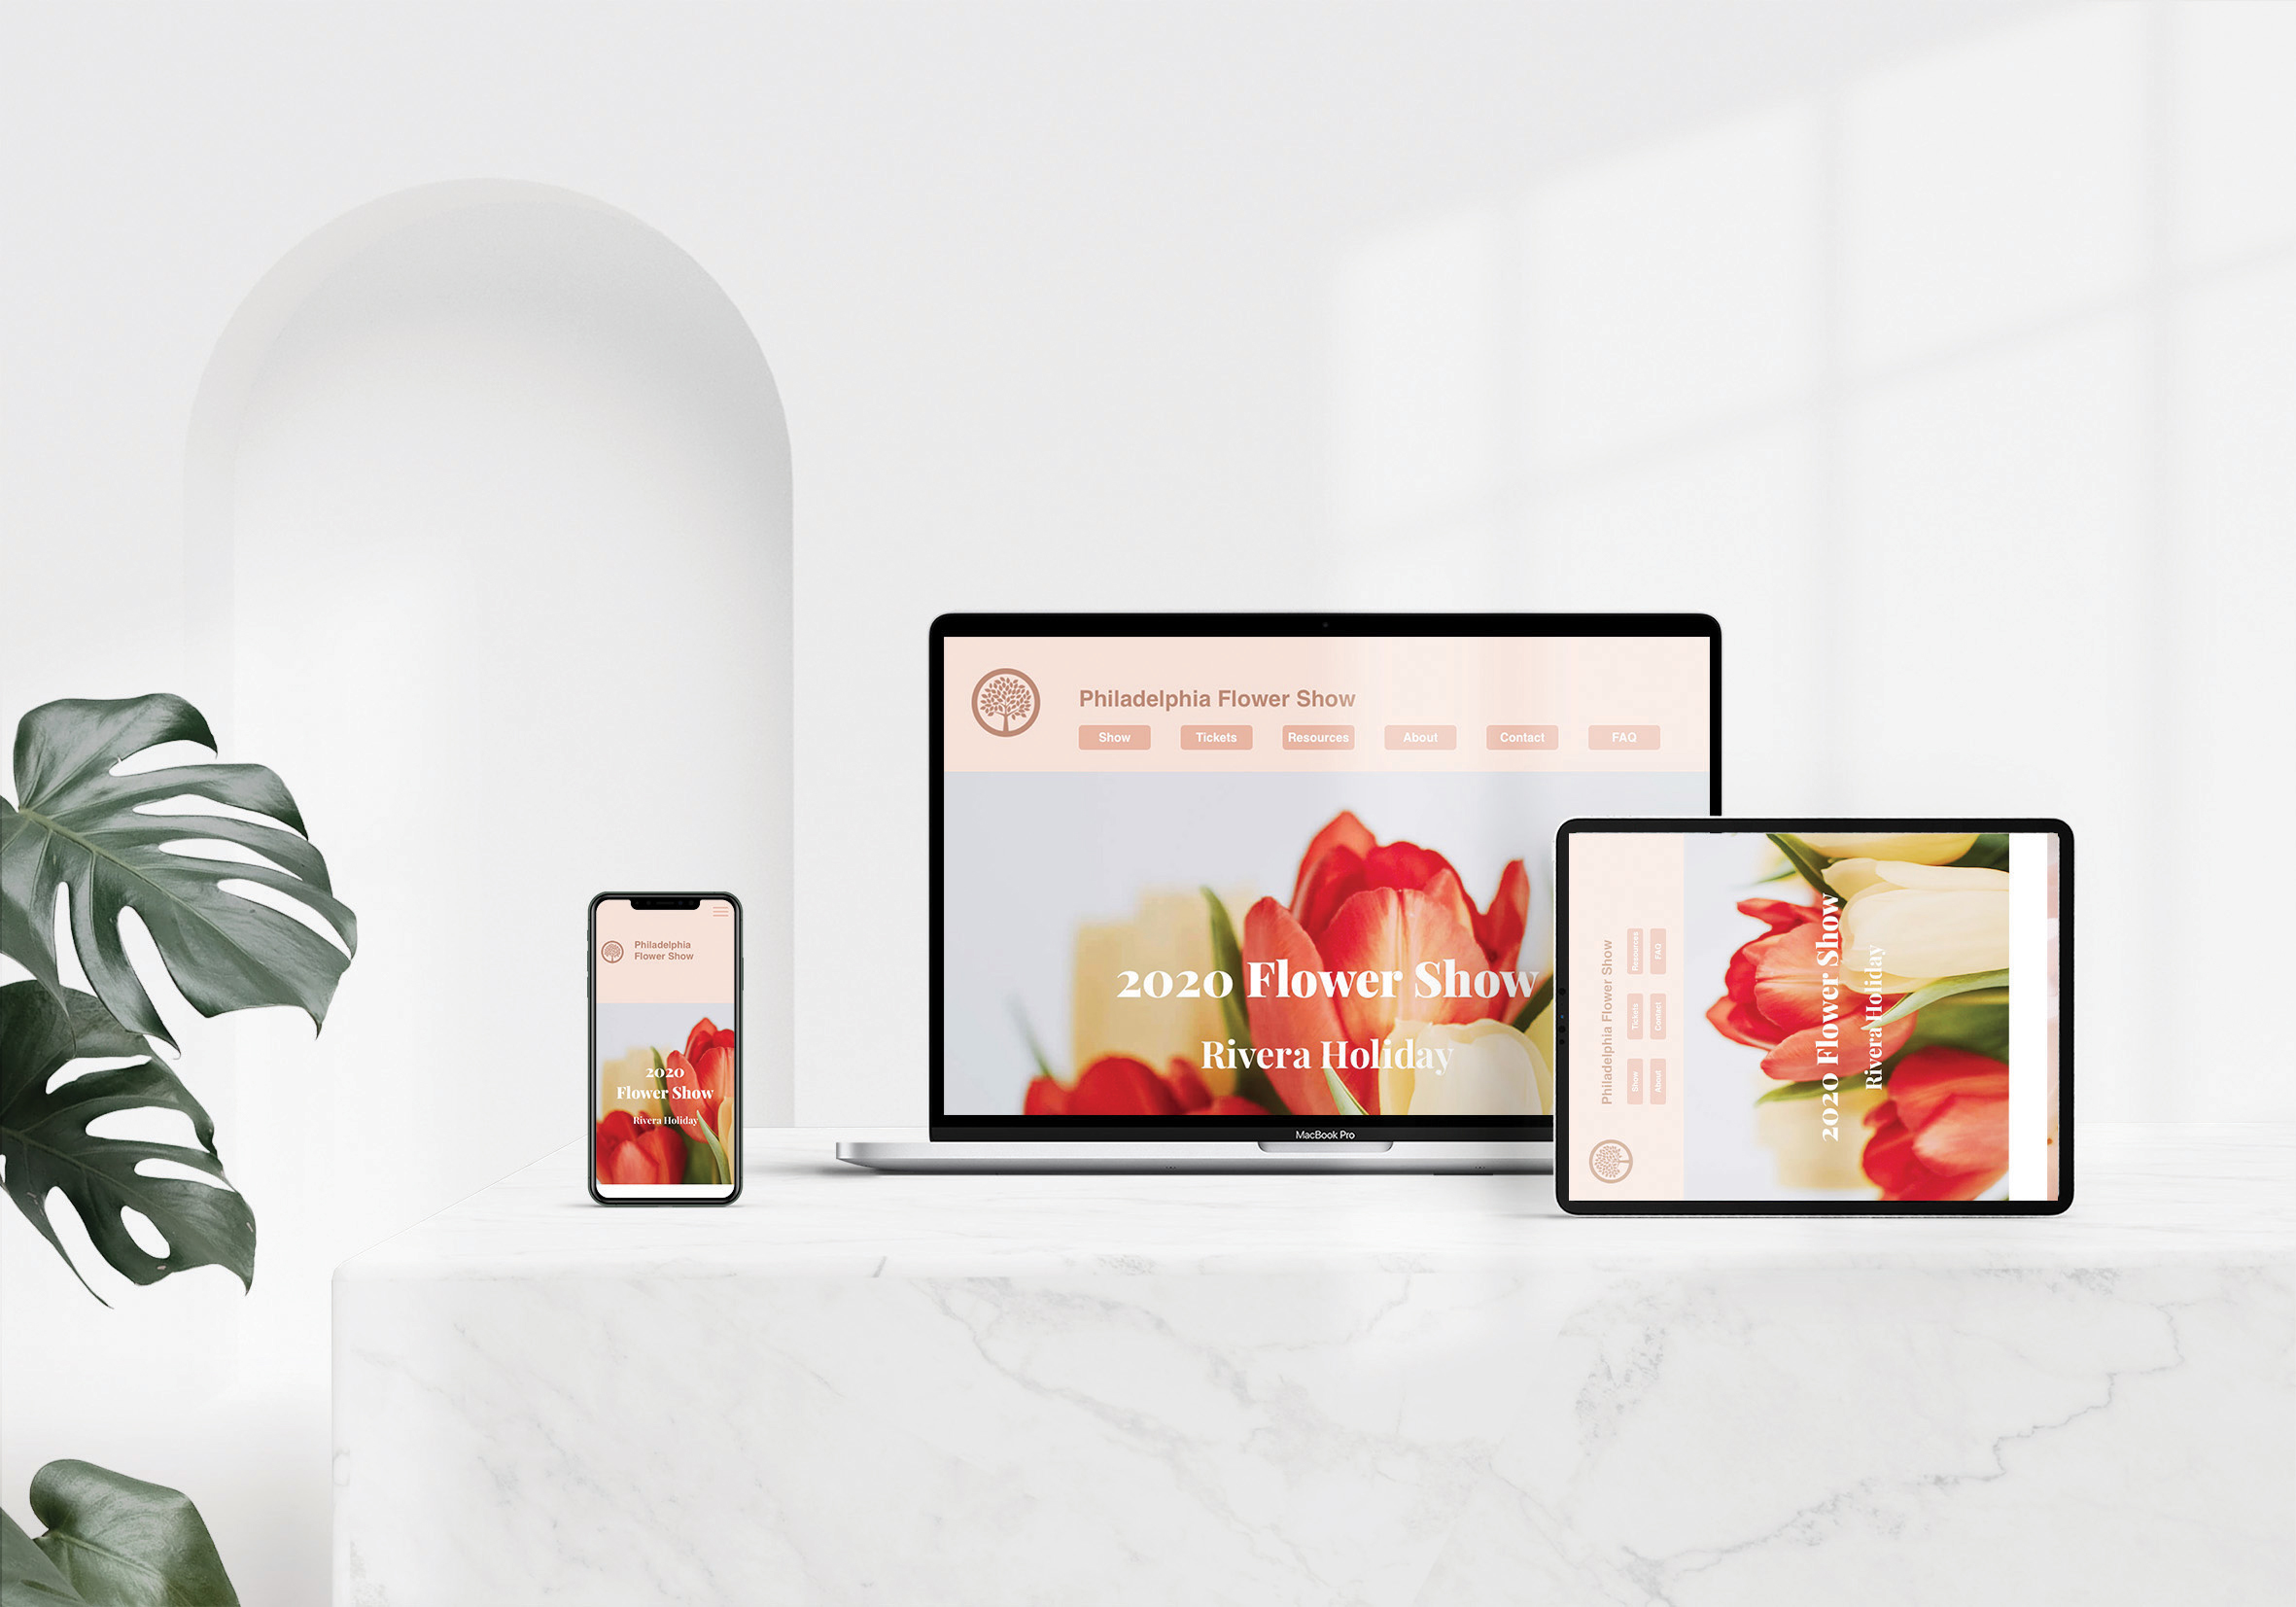 Philadelphia Flower Show
Show Tickets Resources About Contact FAQ
2020 Flower Show
Rivera Holiday
MacBook Pro
Philadelphia
Flower Show
2020
Flower Show
Rivera Holiday
Philadelphia Flower Show
Show Tickets Resources
About Contact FAQ
2020 Flower Show
Rivera Holiday